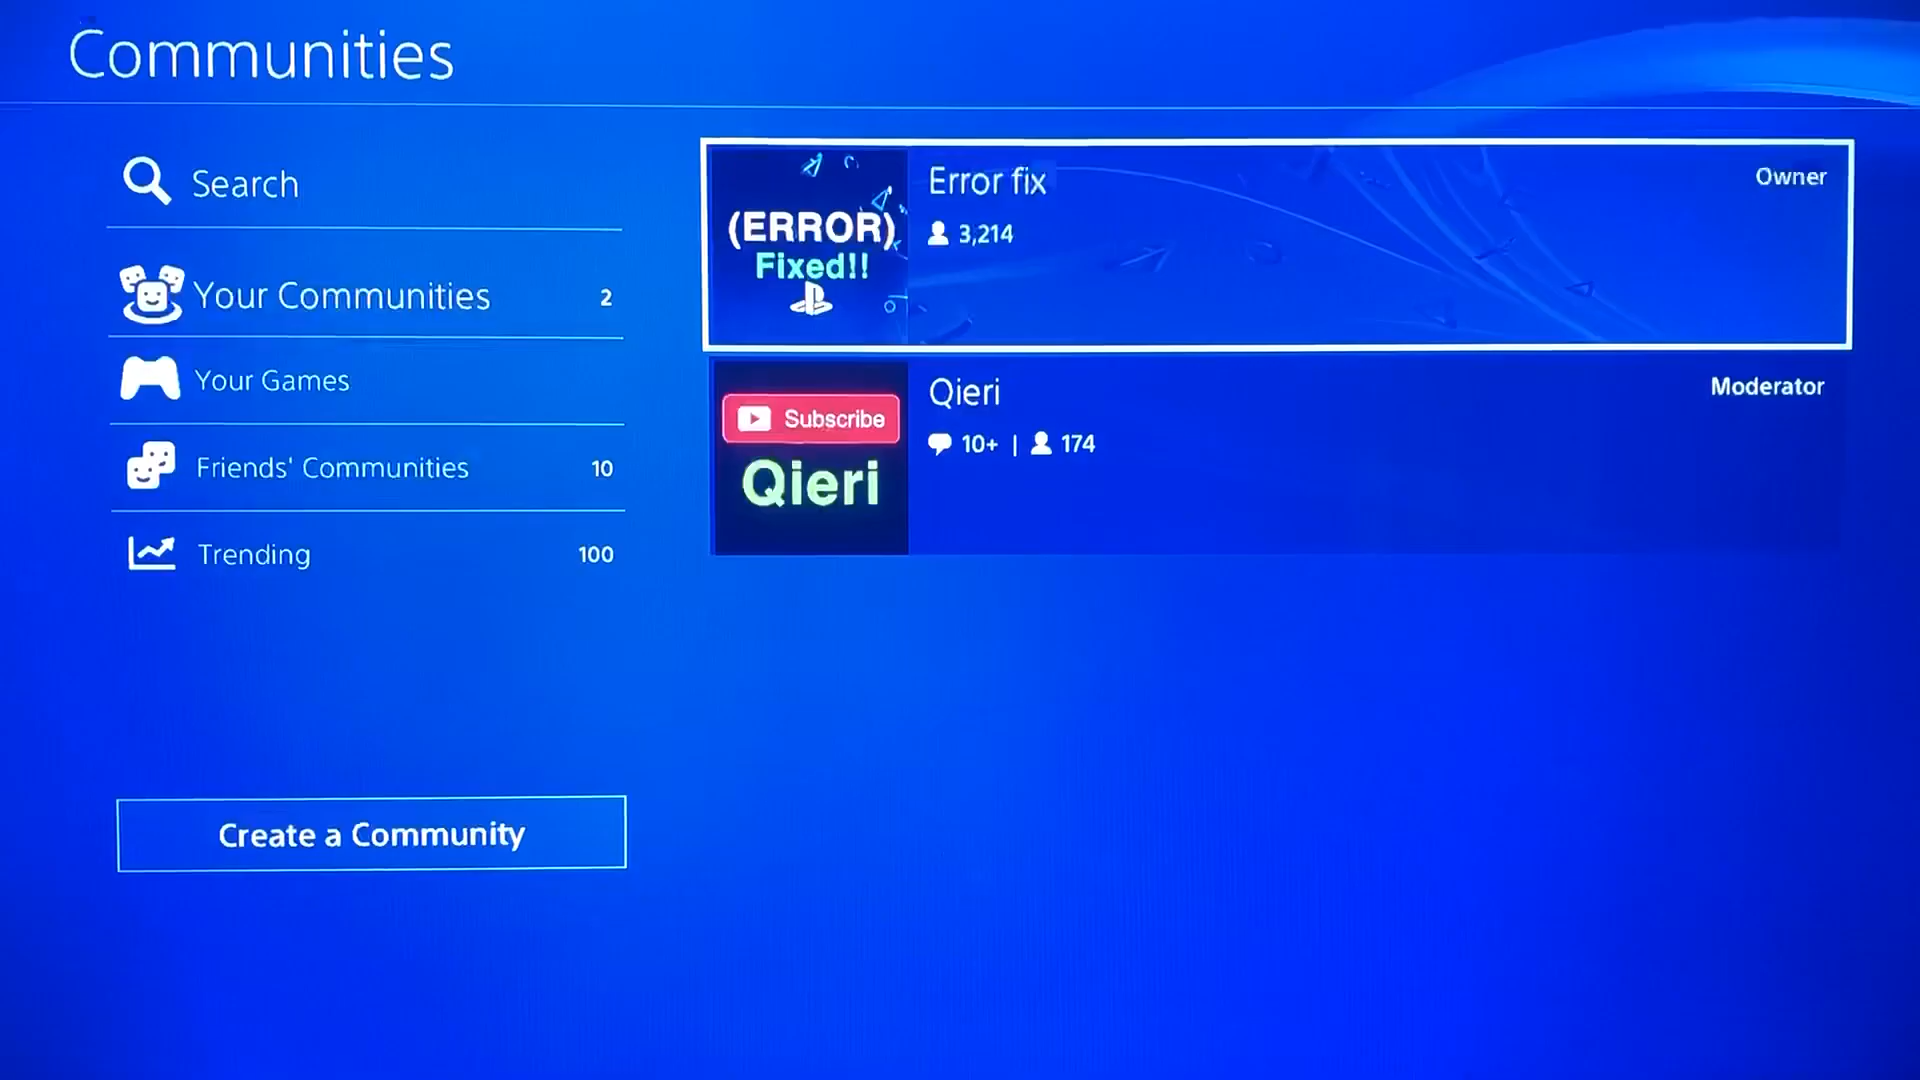 Communities
Search
Your Communities 2
Your Games
Friends' Communities 10
Trending 100
Create a Community
(ERROR)
Fixed!!
Error fix
3,214
Owner
Subscribe
Qieri
Qieri
10+ | 174
Moderator